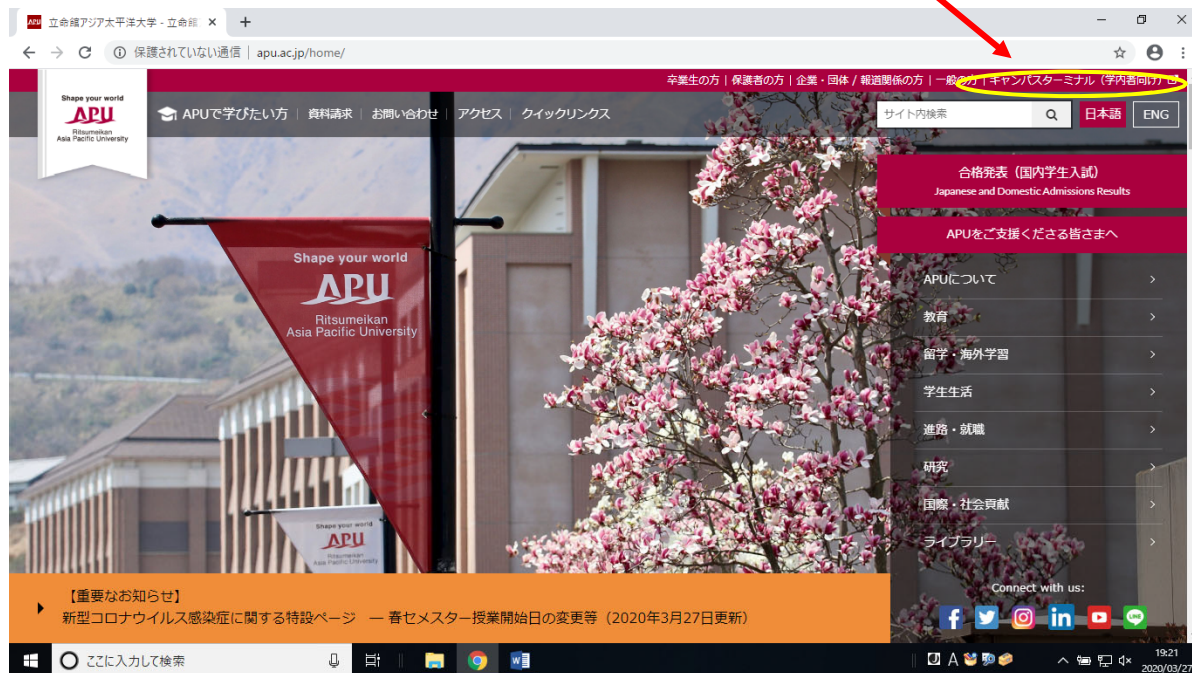 立命館アジア太平洋大学 - 立命館
保護されていない通信 | apu.ac.jp/home/
卒業生の方 | 保護者の方 | 企業・団体 / 報道関係の方 | 一般の方 | キャンパスターミナル（学内者向け）
Shape your world
APU
Ritsumeikan
Asia Pacific University
APUで学びたい方 | 資料請求 | お問い合わせ | アクセス | クイックリンクス
サイト内検索
日本語
ENG
合格発表（国内学生入試）
Japanese and Domestic Admissions Results
APUをご支援くださる皆さまへ
Shape your world
APU
Ritsumeikan
Asia Pacific University
APUについて
教育
留学・海外学習
学生生活
進路・就職
研究
国際・社会貢献
ライブラリー
Shape your world
APU
Ritsumeikan
Asia Pacific University
Connect with us:
【重要なお知らせ】
新型コロナウイルス感染症に関する特設ページ ― 春セメスター授業開始日の変更等（2020年3月27日更新）
ここに入力して検索
A
19:21
2020/03/27